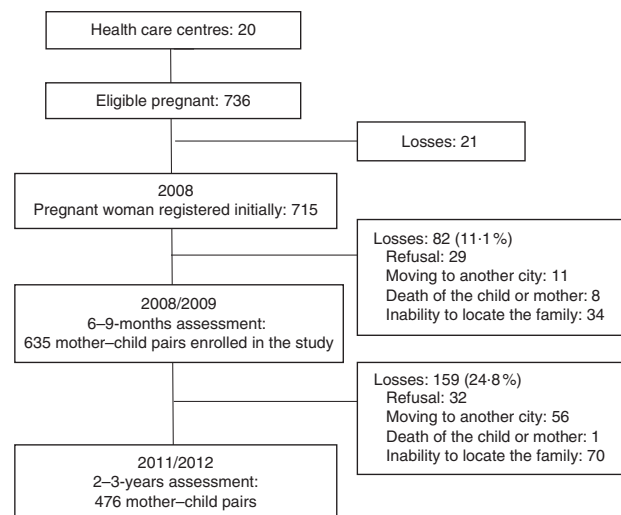 Health care centres: 20
Eligible pregnant: 736
Losses: 21
2008
Pregnant woman registered initially: 715
Losses: 82 (11·1 %)
Refusal: 29
Moving to another city: 11
Death of the child or mother: 8
Inability to locate the family: 34
2008/2009
6–9-months assessment:
635 mother–child pairs enrolled in the study
Losses: 159 (24·8 %)
Refusal: 32
Moving to another city: 56
Death of the child or mother: 1
Inability to locate the family: 70
2011/2012
2–3-years assessment:
476 mother–child pairs